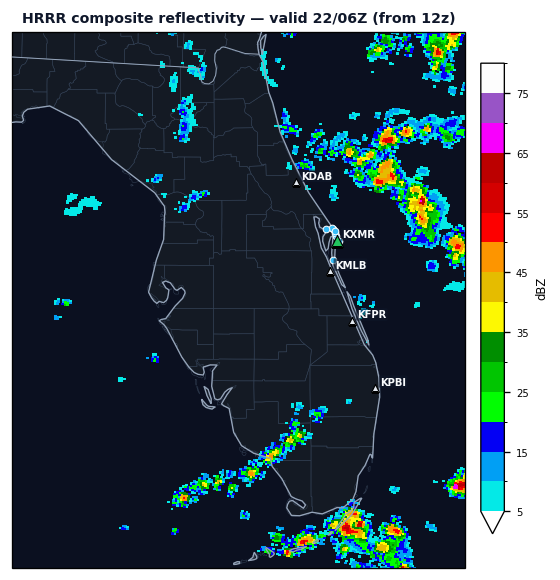 HRRR composite reflectivity — valid 22/06Z (from 12z)
KDAB
KXMR
KMLB
KFPR
KPBI
75
65
55
45
35
25
15
5
dBZ